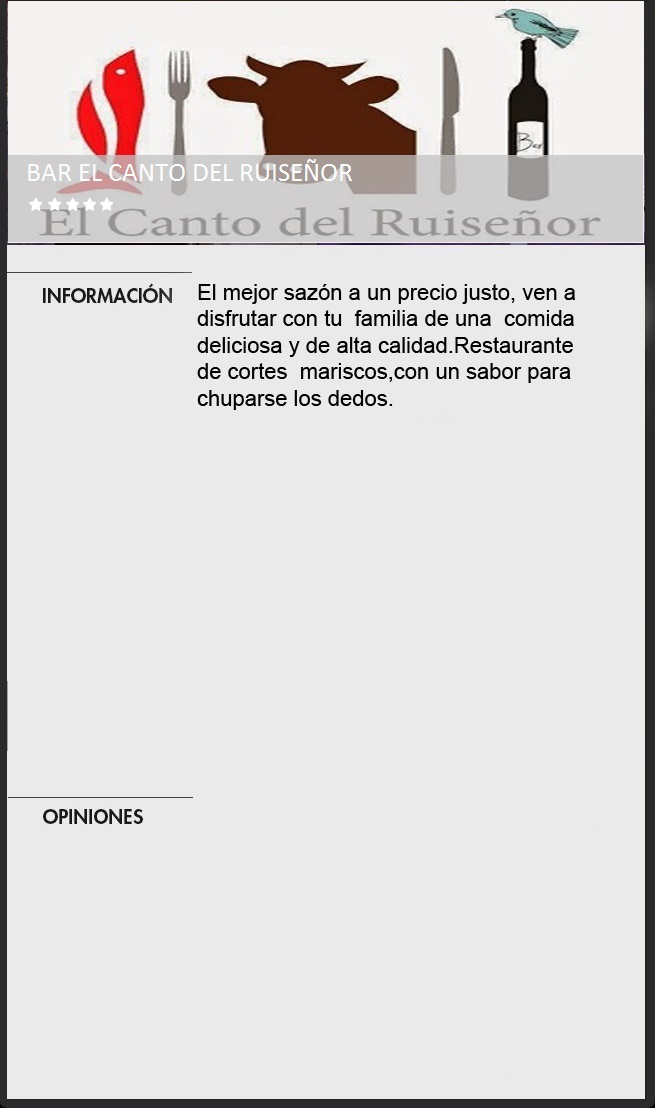 Bar
BAR EL CANTO DEL RUISEÑOR
El Canto del Ruiseñor
INFORMACIÓN
El mejor sazón a un precio justo, ven a
disfrutar con tu  familia de una  comida
deliciosa y de alta calidad.Restaurante
de cortes  mariscos,con un sabor para
chuparse los dedos.
OPINIONES